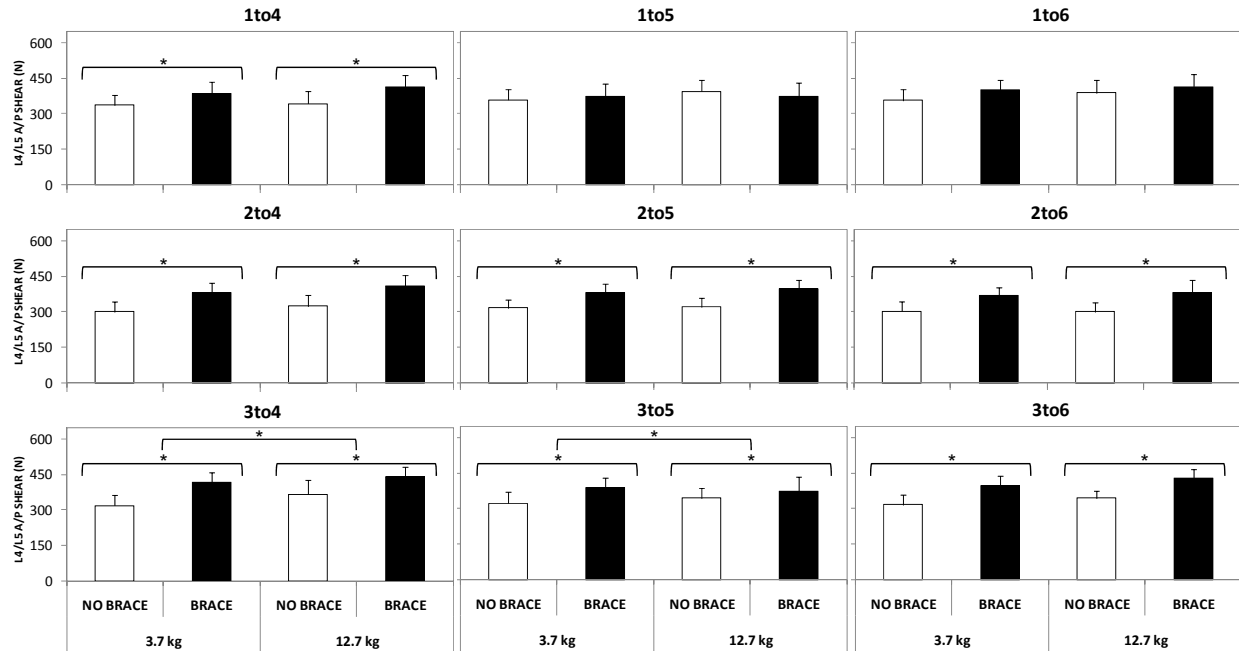 1to4 1to5 1to6
L4/L5 A/P SHEAR (N)
600
450
300
150
0
* *
2to4 2to5 2to6
L4/L5 A/P SHEAR (N)
600
450
300
150
0
* * * * * *
3to4 3to5 3to6
L4/L5 A/P SHEAR (N)
600
450
300
150
0
* *
* * * * * *
NO BRACE BRACE NO BRACE BRACE NO BRACE BRACE NO BRACE BRACE NO BRACE BRACE NO BRACE BRACE
3.7 kg 12.7 kg 3.7 kg 12.7 kg 3.7 kg 12.7 kg